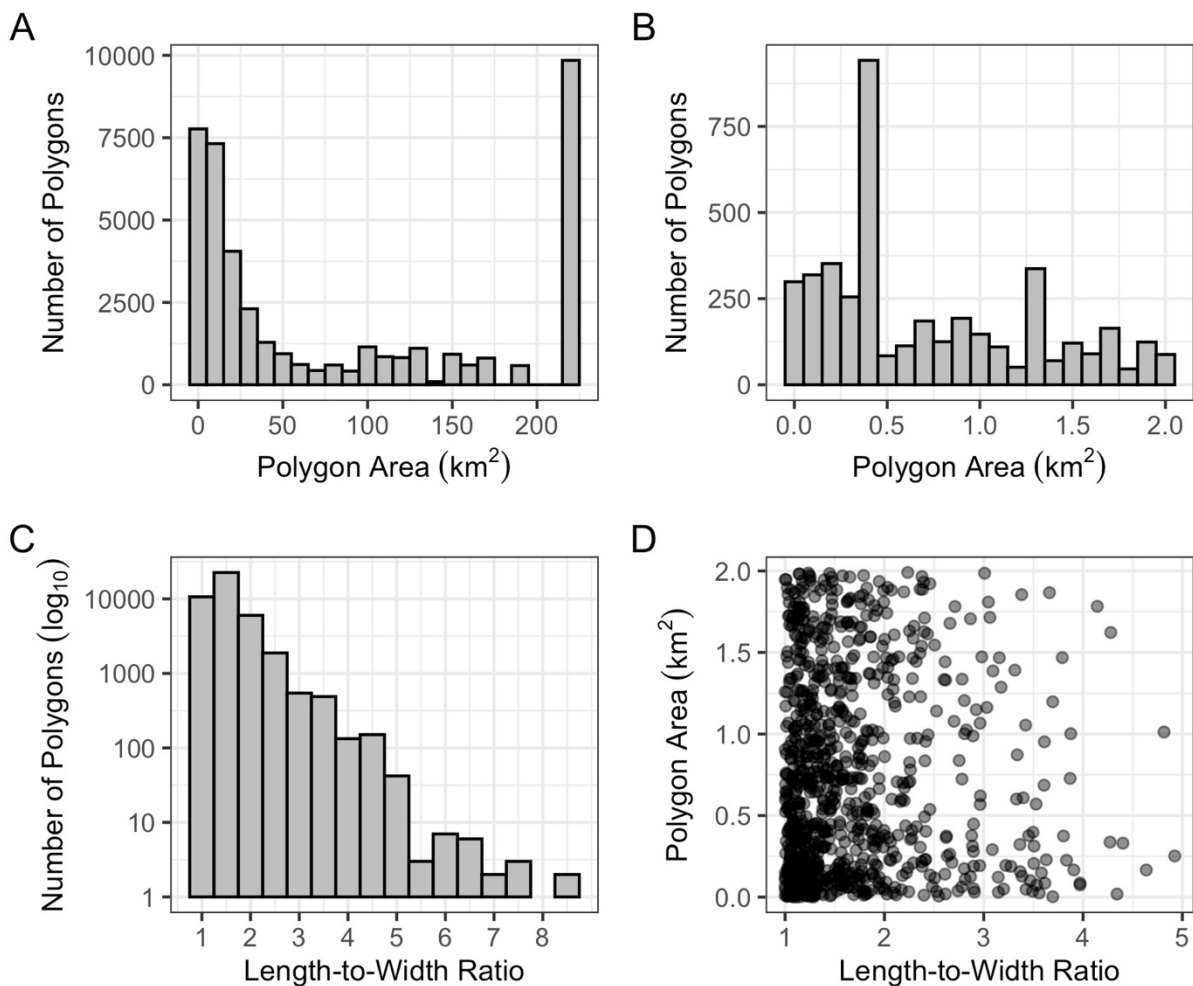 A
Number of Polygons
10000
7500
5000
2500
0
0 50 100 150 200
Polygon Area (km²)
B
Number of Polygons
750
500
250
0
0.0 0.5 1.0 1.5 2.0
Polygon Area (km²)
C
Number of Polygons (log₁₀)
10000
1000
100
10
1
1 2 3 4 5 6 7 8
Length-to-Width Ratio
D
Polygon Area (km²)
2.0
1.5
1.0
0.5
0.0
1 2 3 4 5
Length-to-Width Ratio